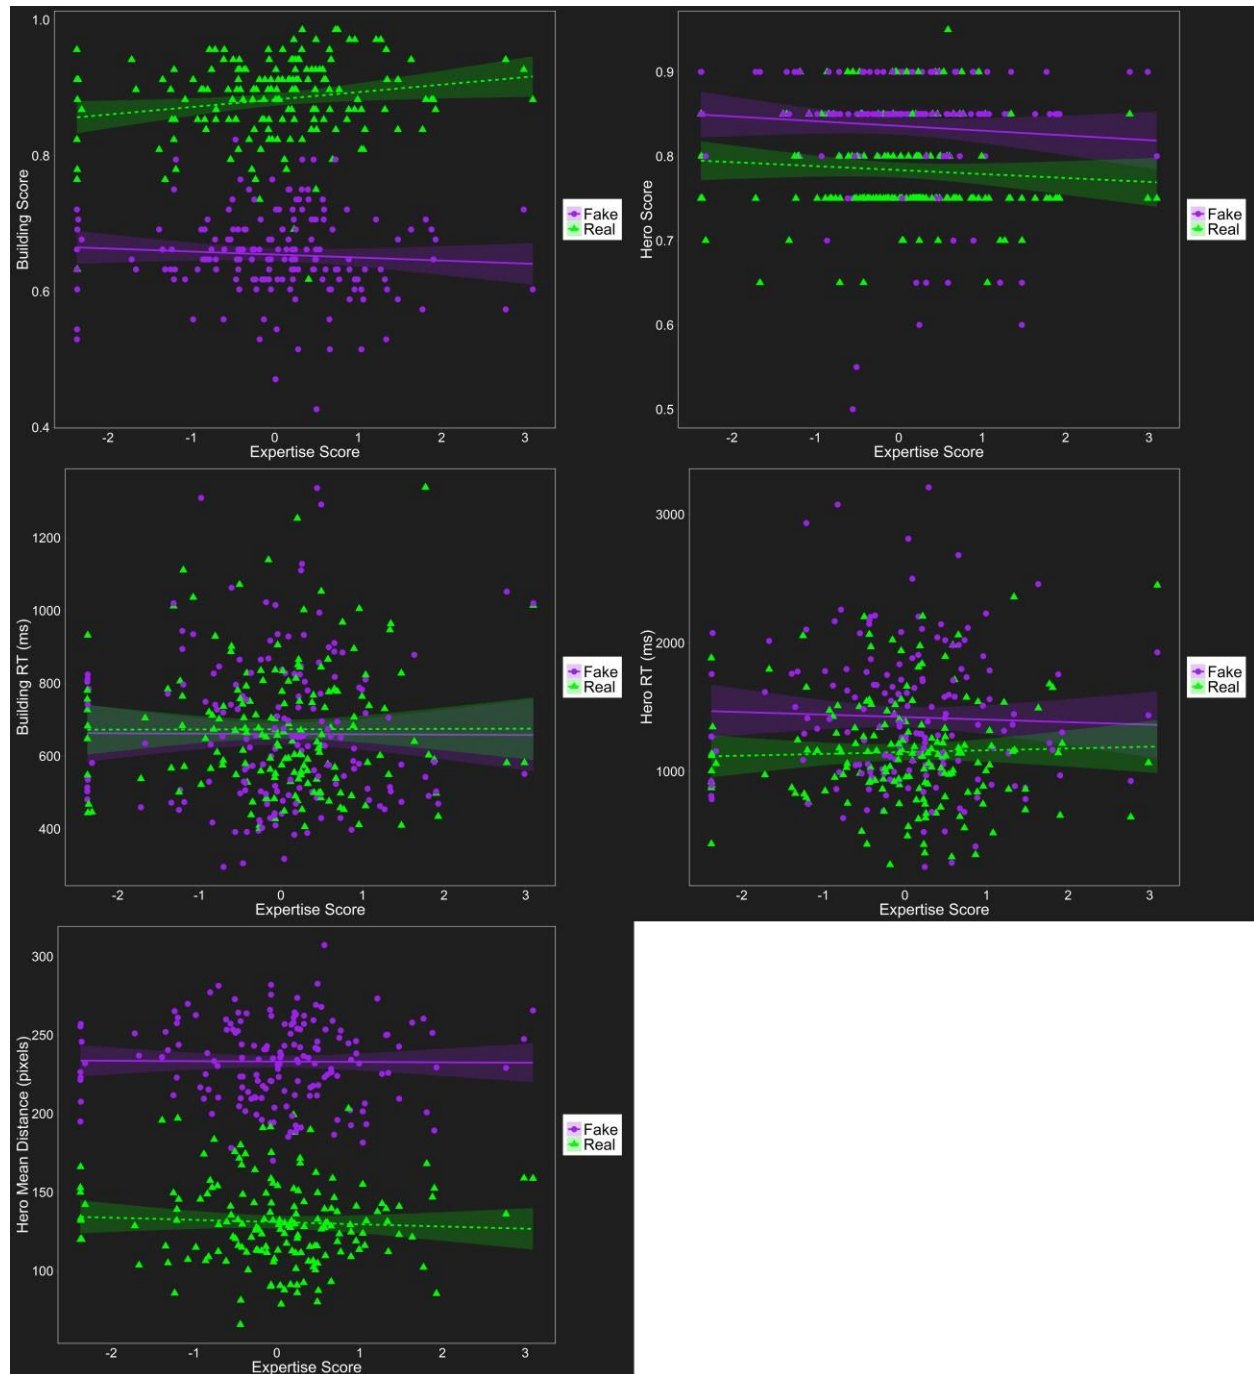 1.0
0.8
0.6
0.4
Building Score
-2
-1
0
1
2
3
Expertise Score
Fake
Real
0.9
0.8
0.7
0.6
0.5
Hero Score
-2
-1
0
1
2
3
Expertise Score
Fake
Real
1200
1000
800
600
400
Building RT (ms)
-2
-1
0
1
2
3
Expertise Score
Fake
Real
3000
2000
1000
Hero RT (ms)
-2
-1
0
1
2
3
Expertise Score
Fake
Real
300
250
200
150
100
Hero Mean Distance (pixels)
-2
-1
0
1
2
3
Expertise Score
Fake
Real